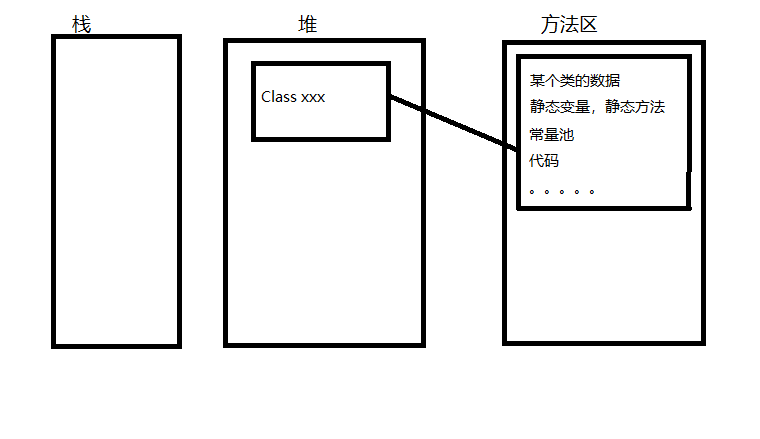 栈
堆
方法区
Class xxx
某个类的数据
静态变量，静态方法
常量池
代码
。。。。。